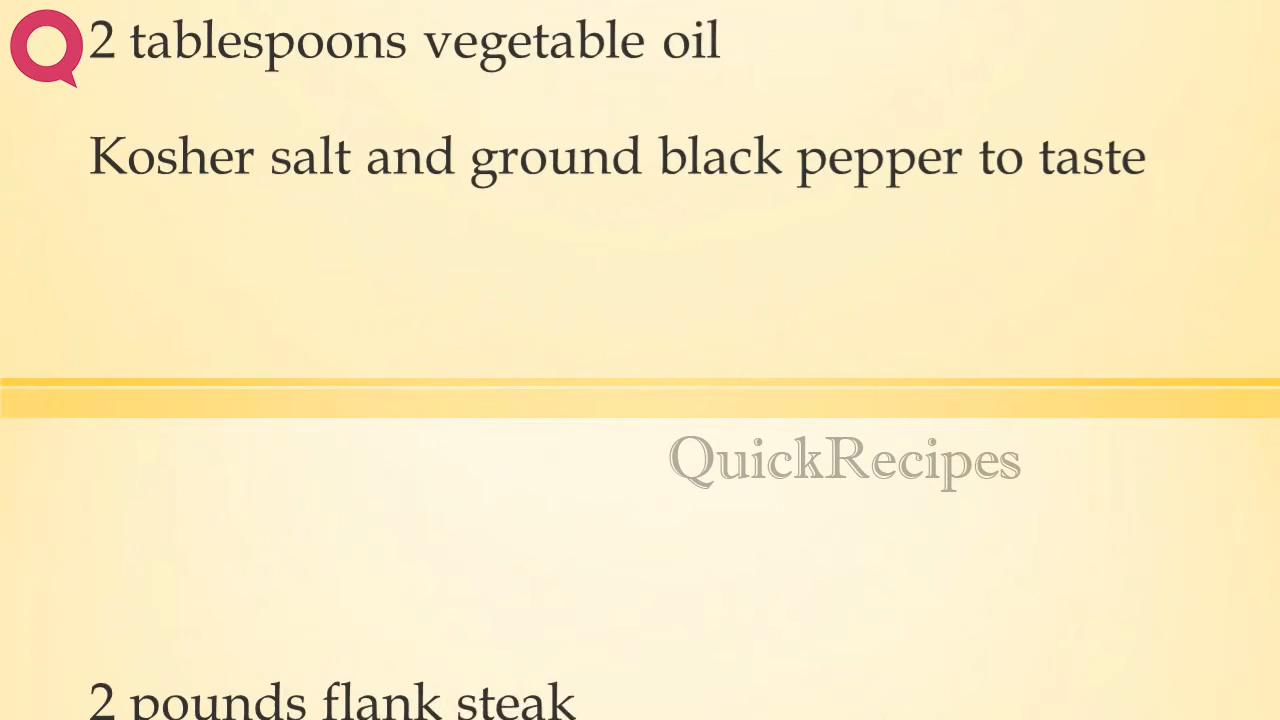 2 tablespoons vegetable oil
Kosher salt and ground black pepper to taste
QuickRecipes
2 pounds flank steak